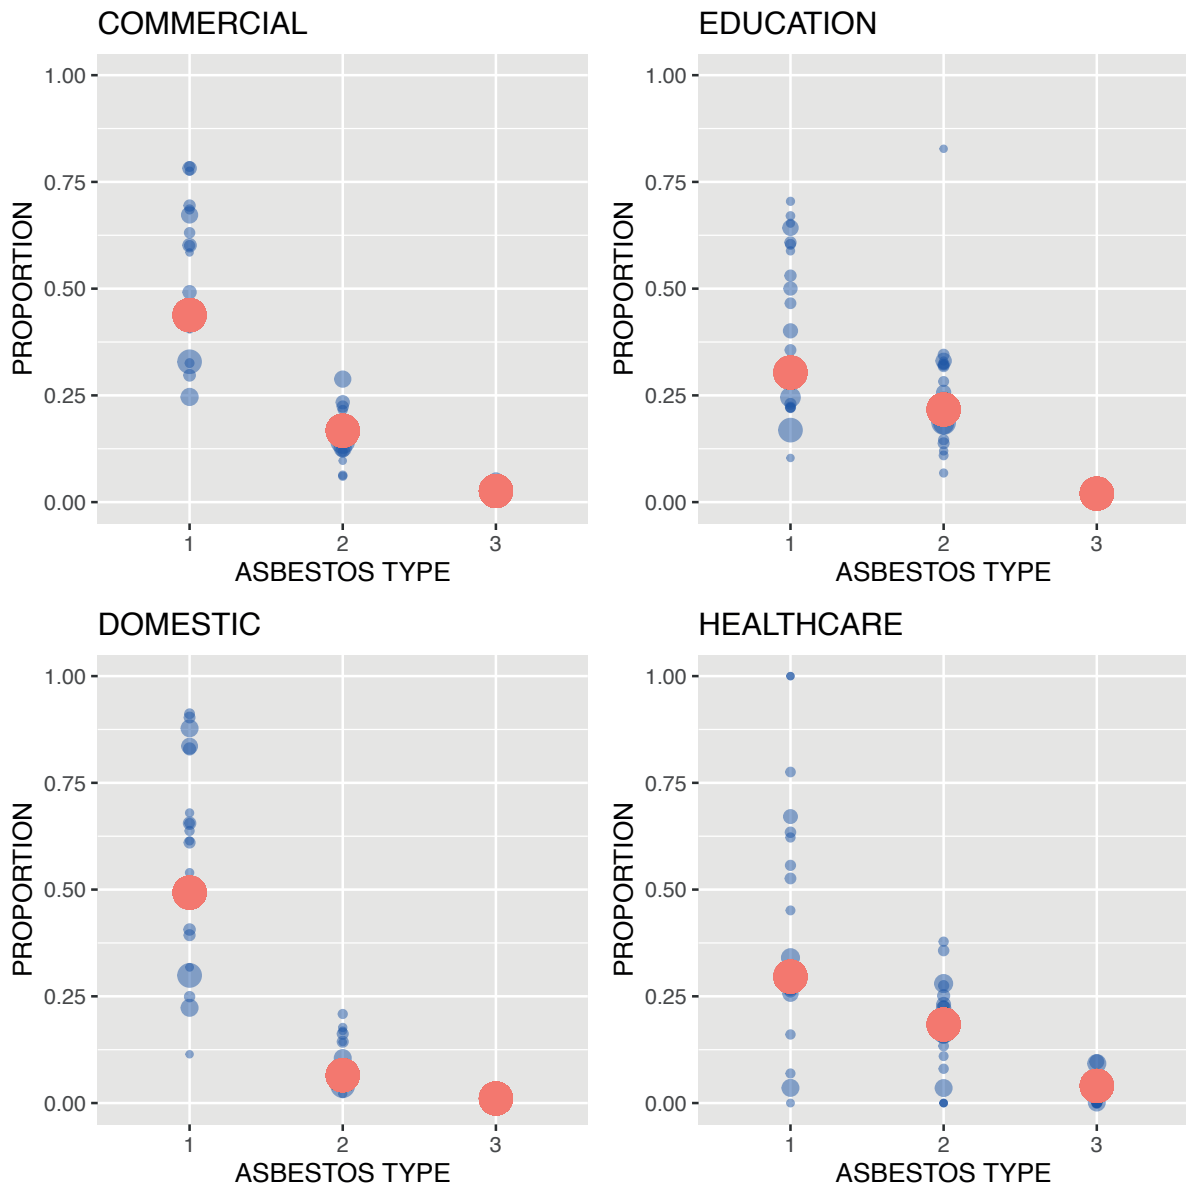 COMMERCIAL
1.00
0.75
0.50
0.25
0.00
PROPORTION
1 2 3
ASBESTOS TYPE
EDUCATION
1.00
0.75
0.50
0.25
0.00
PROPORTION
1 2 3
ASBESTOS TYPE
DOMESTIC
1.00
0.75
0.50
0.25
0.00
PROPORTION
1 2 3
ASBESTOS TYPE
HEALTHCARE
1.00
0.75
0.50
0.25
0.00
PROPORTION
1 2 3
ASBESTOS TYPE